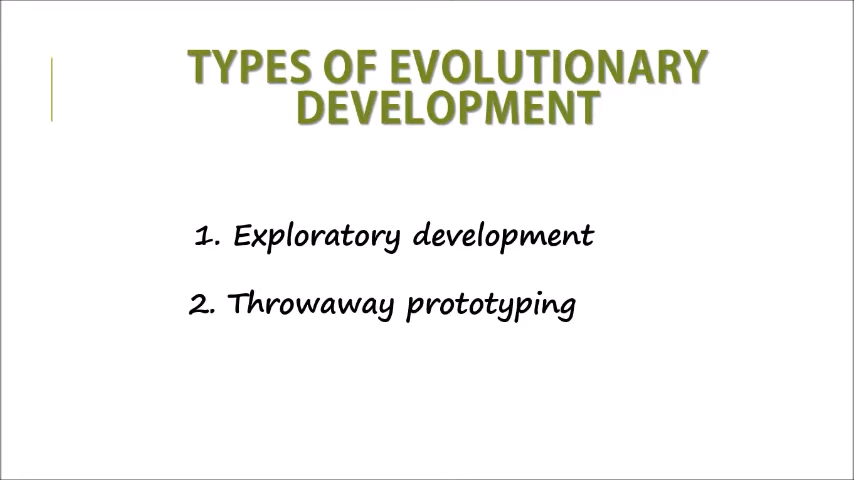 TYPES OF EVOLUTIONARY
DEVELOPMENT
1. Exploratory development
2. Throwaway prototyping